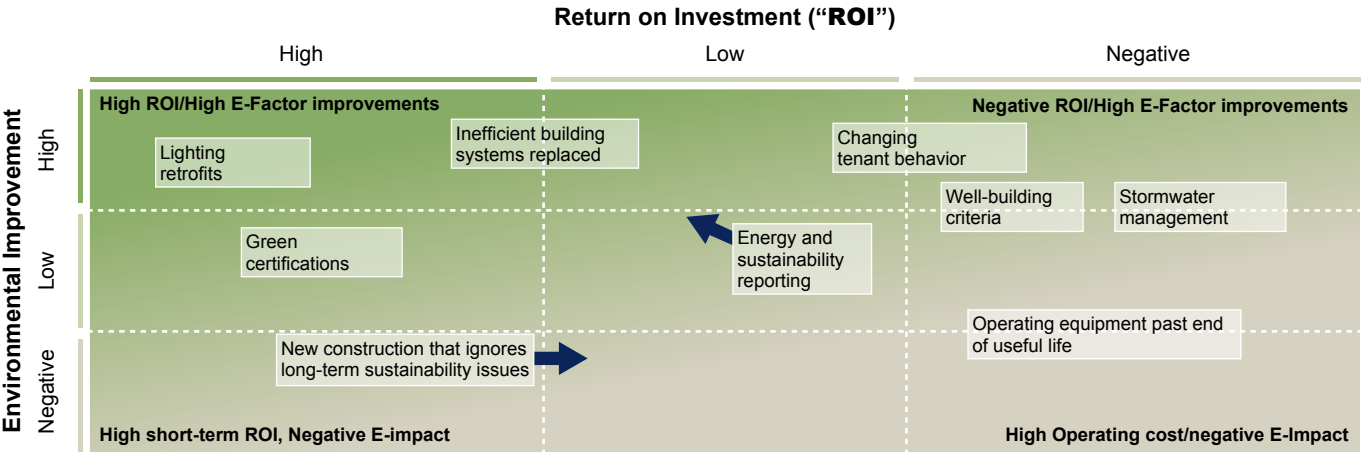 Return on Investment (“ROI”)
High
Low
Negative
Environmental Improvement
High
Low
Negative
High ROI/High E-Factor improvements
Negative ROI/High E-Factor improvements
Lighting
retrofits
Inefficient building
systems replaced
Changing
tenant behavior
Well-building
criteria
Stormwater
management
Green
certifications
Energy and
sustainability
reporting
Operating equipment past end
of useful life
New construction that ignores
long-term sustainability issues
High short-term ROI, Negative E-impact
High Operating cost/negative E-Impact